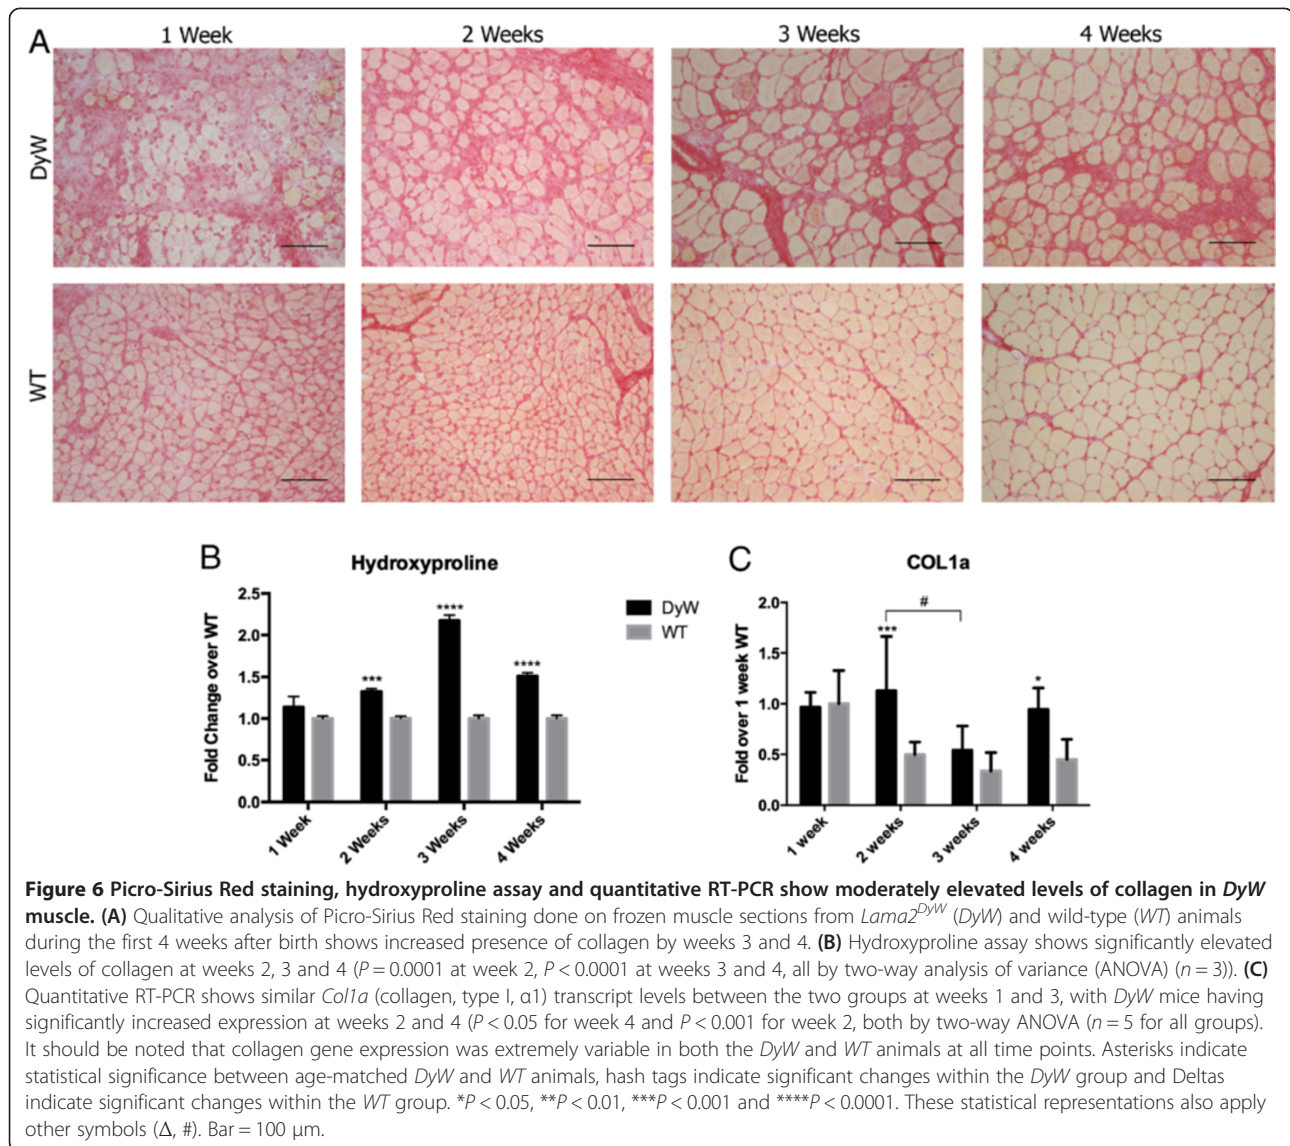 A
1 Week
2 Weeks
3 Weeks
4 Weeks
DyW
WT
B
Hydroxyproline
Fold Change over WT
2.5
2.0
1.5
1.0
0.5
0.0
***
****
****
1 Week
2 Weeks
3 Weeks
4 Weeks
DyW
WT
C
COL1a
Fold over 1 week WT
2.0
1.5
1.0
0.5
0.0
***
#
*
1 week
2 weeks
3 weeks
4 weeks
Figure 6 Picro-Sirius Red staining, hydroxyproline assay and quantitative RT-PCR show moderately elevated levels of collagen in DyW
muscle. (A) Qualitative analysis of Picro-Sirius Red staining done on frozen muscle sections from Lama2DyW (DyW) and wild-type (WT) animals
during the first 4 weeks after birth shows increased presence of collagen by weeks 3 and 4. (B) Hydroxyproline assay shows significantly elevated
levels of collagen at weeks 2, 3 and 4 (P = 0.0001 at week 2, P < 0.0001 at weeks 3 and 4, all by two-way analysis of variance (ANOVA) (n = 3)). (C)
Quantitative RT-PCR shows similar Col1a (collagen, type I, α1) transcript levels between the two groups at weeks 1 and 3, with DyW mice having
significantly increased expression at weeks 2 and 4 (P < 0.05 for week 4 and P < 0.001 for week 2, both by two-way ANOVA (n = 5 for all groups).
It should be noted that collagen gene expression was extremely variable in both the DyW and WT animals at all time points. Asterisks indicate
statistical significance between age-matched DyW and WT animals, hash tags indicate significant changes within the DyW group and Deltas
indicate significant changes within the WT group. *P < 0.05, **P < 0.01, ***P < 0.001 and ****P < 0.0001. These statistical representations also apply
other symbols (Δ, #). Bar = 100 μm.